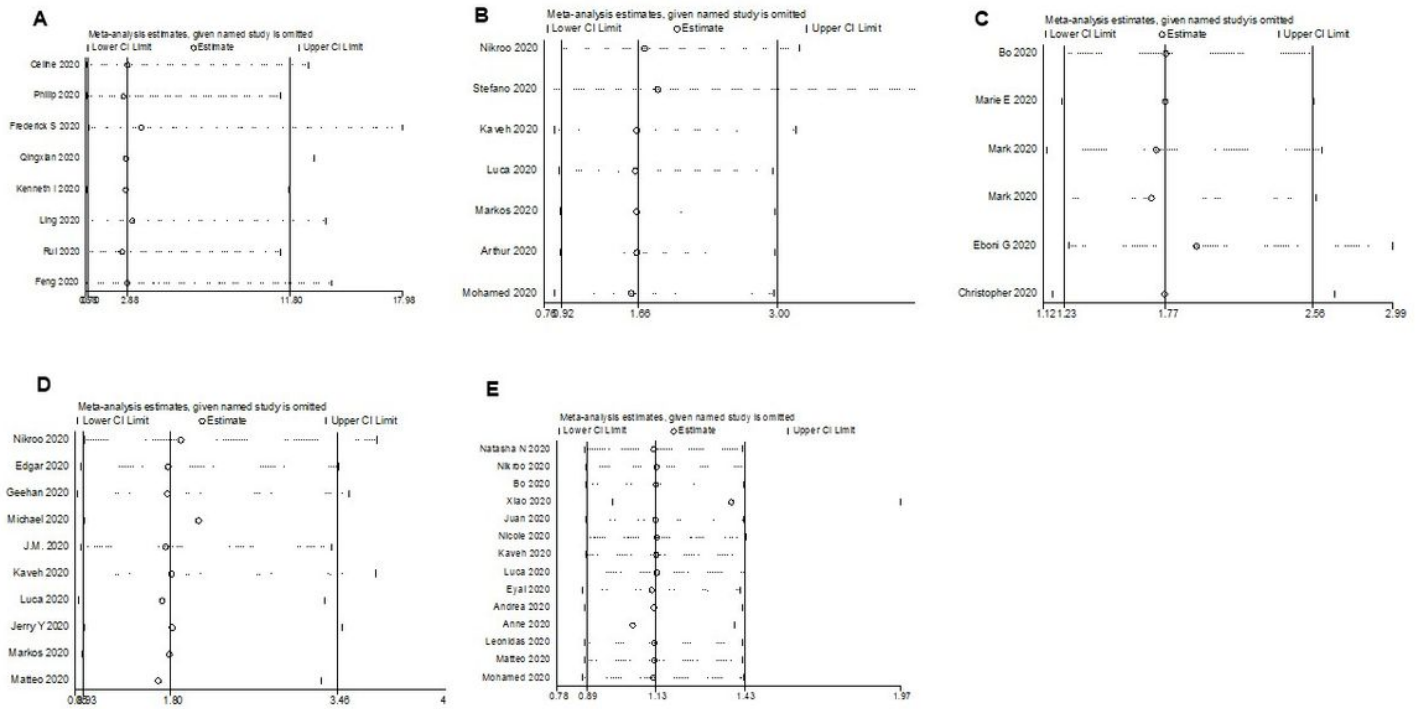 A
Meta-analysis estimates, given named study is omitted
Lower CI Limit Estimate Upper CI Limit
Celine 2020
Philip 2020
Frederick S 2020
Qingxian 2020
Kenneth I 2020
Ling 2020
Rui 2020
Feng 2020
2.88 11.80 17.98
B
Meta-analysis estimates, given named study is omitted
Lower CI Limit Estimate Upper CI Limit
Nikroo 2020
Stefano 2020
Kaveh 2020
Luca 2020
Markos 2020
Arthur 2020
Mohamed 2020
0.76 0.92 1.66 3.00
C
Meta-analysis estimates, given named study is omitted
Lower CI Limit Estimate Upper CI Limit
Bo 2020
Marie E 2020
Mark 2020
Mark 2020
Eboni G 2020
Christopher 2020
1.12 1.23 1.77 2.56 2.99
D
Meta-analysis estimates, given named study is omitted
Lower CI Limit Estimate Upper CI Limit
Nikroo 2020
Edgar 2020
Geehan 2020
Michael 2020
J.M. 2020
Kaveh 2020
Luca 2020
Jerry Y 2020
Markos 2020
Matteo 2020
1.80 3.46 4
E
Meta-analysis estimates, given named study is omitted
Lower CI Limit Estimate Upper CI Limit
Natasha N 2020
Nikroo 2020
Bo 2020
Xiao 2020
Juan 2020
Nicole 2020
Kaveh 2020
Luca 2020
Eyal 2020
Andrea 2020
Anne 2020
Leonidas 2020
Matteo 2020
Mohamed 2020
0.78 0.89 1.13 1.43 1.97